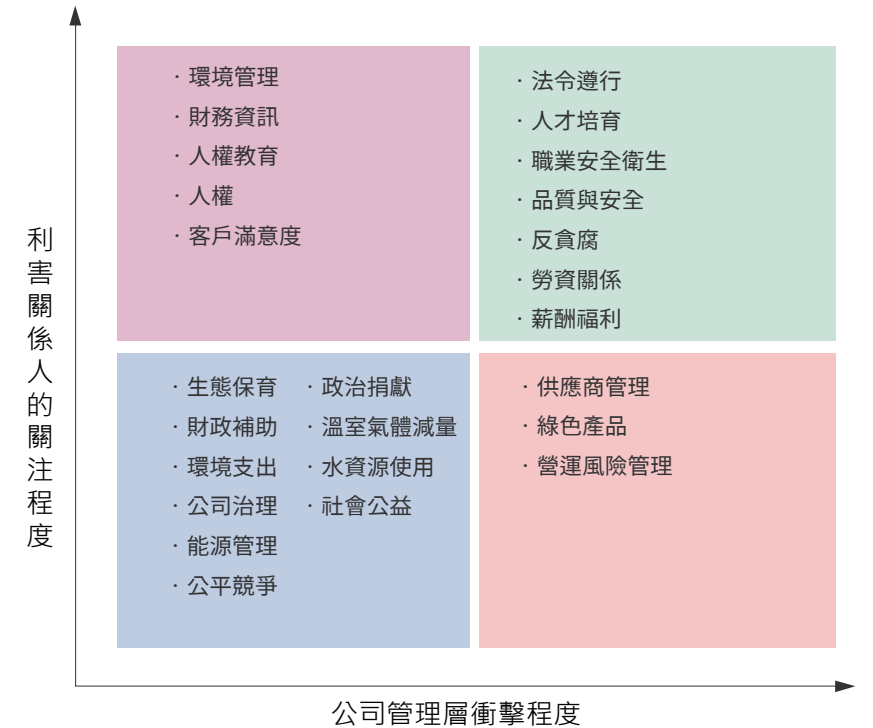 利害關係人的關注程度
· 環境管理
· 財務資訊
· 人權教育
· 人權
· 客戶滿意度
· 法令遵行
· 人才培育
· 職業安全衛生
· 品質與安全
· 反貪腐
· 勞資關係
· 薪酬福利
· 生態保育
· 財政補助
· 環境支出
· 公司治理
· 能源管理
· 公平競爭
· 政治捐獻
· 溫室氣體減量
· 水資源使用
· 社會公益
· 供應商管理
· 綠色產品
· 營運風險管理
公司管理層衝擊程度